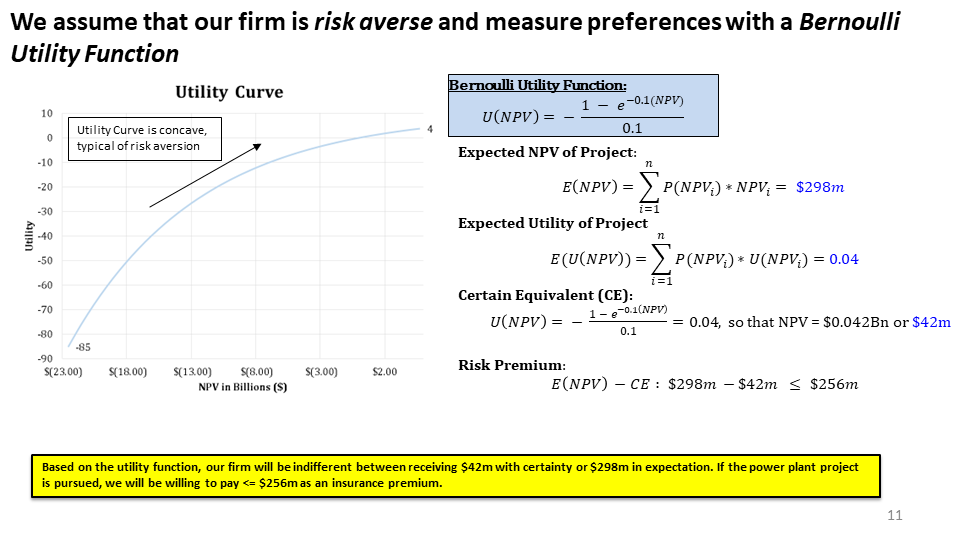 We assume that our firm is risk averse and measure preferences with a Bernoulli
Utility Function
Utility Curve
10
0
-10
-20
-30
-40
-50
-60
-70
-80
-90
Utility
Utility Curve is concave,
typical of risk aversion
4
-85
$(23.00) $(18.00) $(13.00) $(8.00) $(3.00) $2.00
NPV in Billions ($)
Bernoulli Utility Function:
U(NPV) = − (1 − e^−0.1(NPV))/0.1
Expected NPV of Project:
E(NPV) = ∑_{i=1}^{n} P(NPV_i) * NPV_i = $298m
Expected Utility of Project
E(U(NPV)) = ∑_{i=1}^{n} P(NPV_i) * U(NPV_i) = 0.04
Certain Equivalent (CE):
U(NPV) = − (1 − e^−0.1(NPV))/0.1 = 0.04, so that NPV = $0.042Bn or $42m
Risk Premium:
E(NPV) − CE : $298m − $42m ≤ $256m
Based on the utility function, our firm will be indifferent between receiving $42m with certainty or $298m in expectation. If the power plant project
is pursued, we will be willing to pay <= $256m as an insurance premium.
11